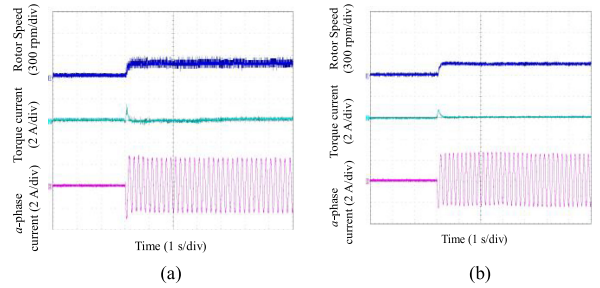 Rotor Speed
(300 rpm/div)
Torque current
(2 A/div)
a-phase
current (2 A/div)
Time (1 s/div)
(a)
Rotor Speed
(300 rpm/div)
Torque current
(2 A/div)
a-phase
current (2 A/div)
Time (1 s/div)
(b)